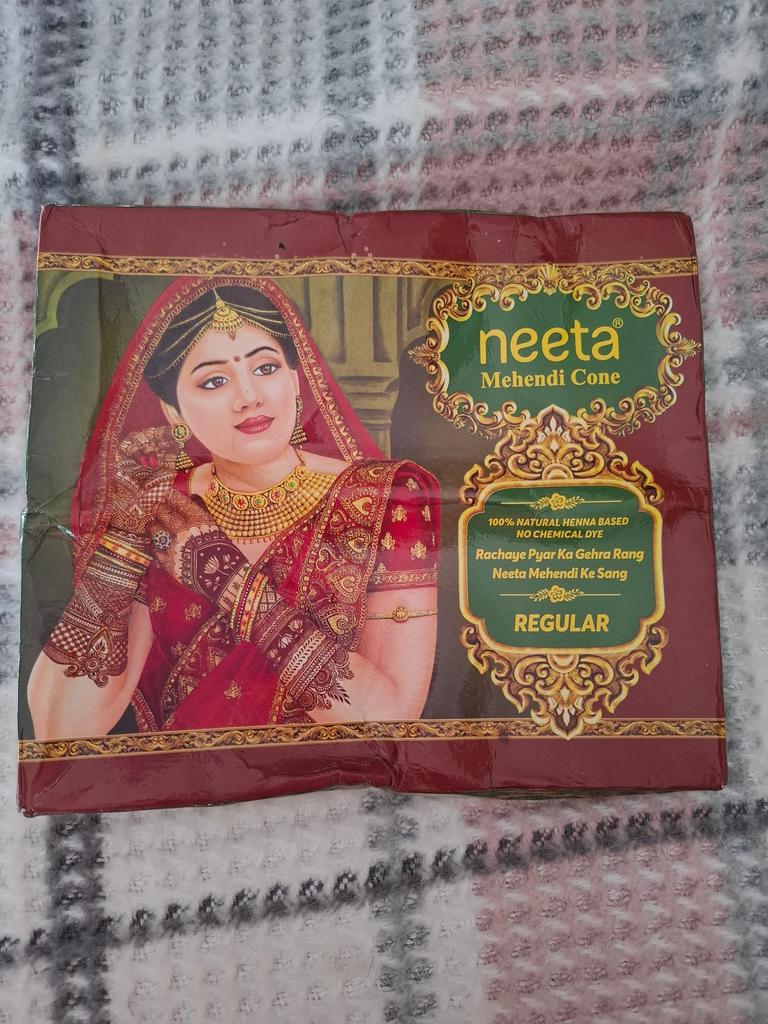 neeta®
Mehendi Cone
100% NATURAL HENNA BASED
NO CHEMICAL DYE
Rachaye Pyar Ka Gehra Rang
Neeta Mehendi Ke Sang
REGULAR